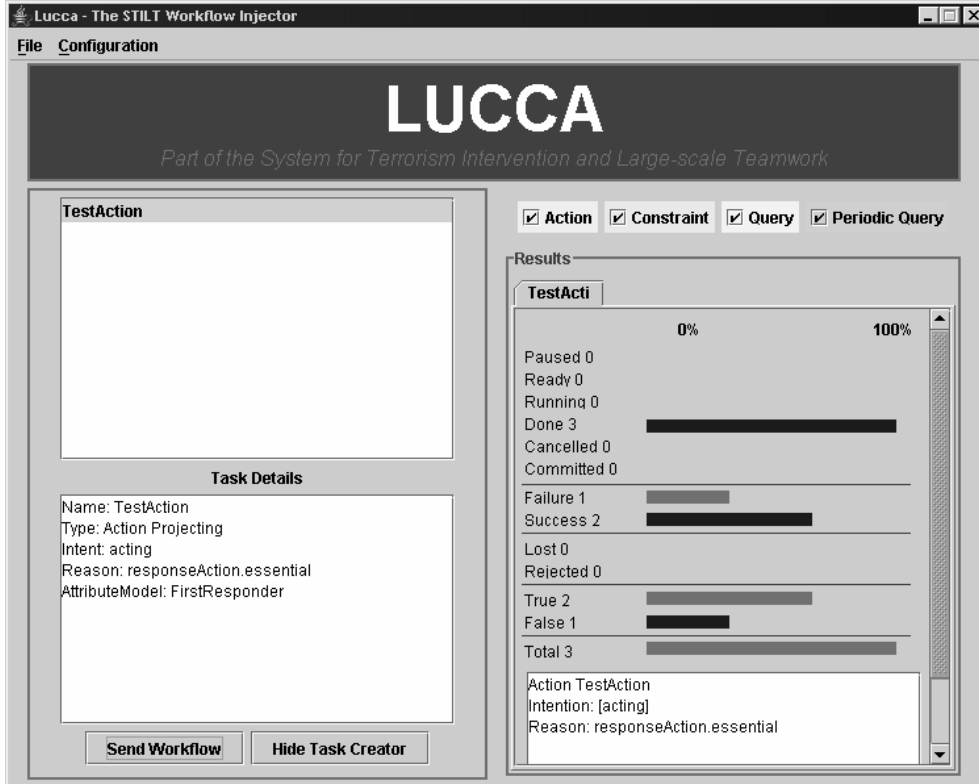 Lucca - The STILT Workflow Injector
File Configuration
LUCCA
Part of the System for Terrorism Intervention and Large-scale Teamwork
TestAction
Task Details
Name: TestAction
Type: Action Projecting
Intent: acting
Reason: responseAction.essential
AttributeModel: FirstResponder
Send Workflow Hide Task Creator
Action Constraint Query Periodic Query
Results
TestActi
0% 100%
Paused 0
Ready 0
Running 0
Done 3
Cancelled 0
Committed 0
Failure 1
Success 2
Lost 0
Rejected 0
True 2
False 1
Total 3
Action TestAction
Intention: [acting]
Reason: responseAction.essential